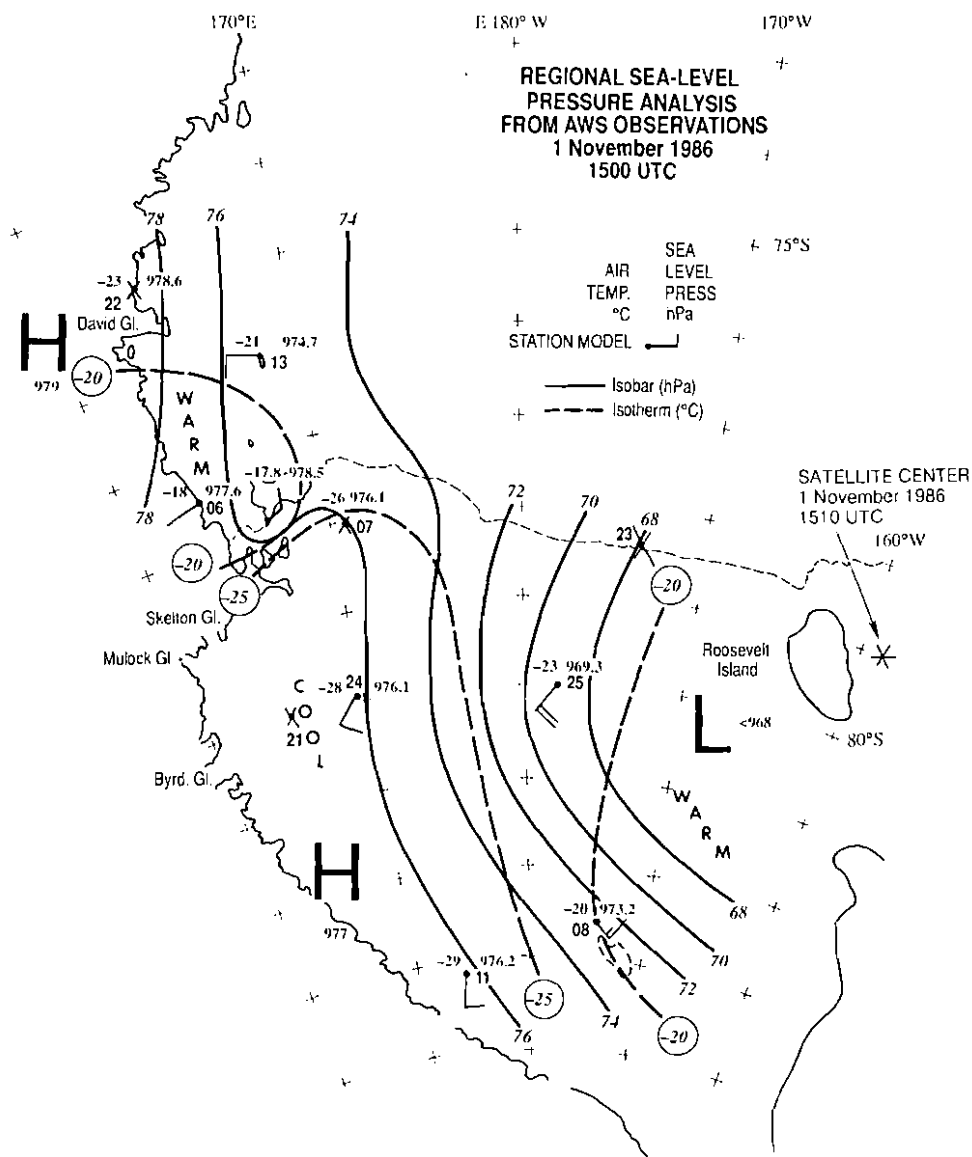 170°E
E 180° W
170°W
REGIONAL SEA-LEVEL
PRESSURE ANALYSIS
FROM AWS OBSERVATIONS
1 November 1986
1500 UTC
78
76
74
75°S
SEA
AIR LEVEL
TEMP. PRESS
°C hPa
STATION MODEL
Isobar (hPa)
Isotherm (°C)
-23 978.6
22
David Gl.
H
979
-20
-21 974.7
13
W
A
R
M
-17.8 978.5
-18 977.6
06
-26 976.1
07
78
72
70
68
23
SATELLITE CENTER
1 November 1986
1510 UTC
160°W
-20
-25
-20
Skelton Gl.
Mulock Gl
Roosevelt
Island
-28 24 976.1
C
O
21 O
L
-23 969.3
25
L
<968
80°S
Byrd. Gl.
W
A
R
M
H
977
-20 973.2
08
68
70
72
-29 976.2
11
-25
74
76
-20